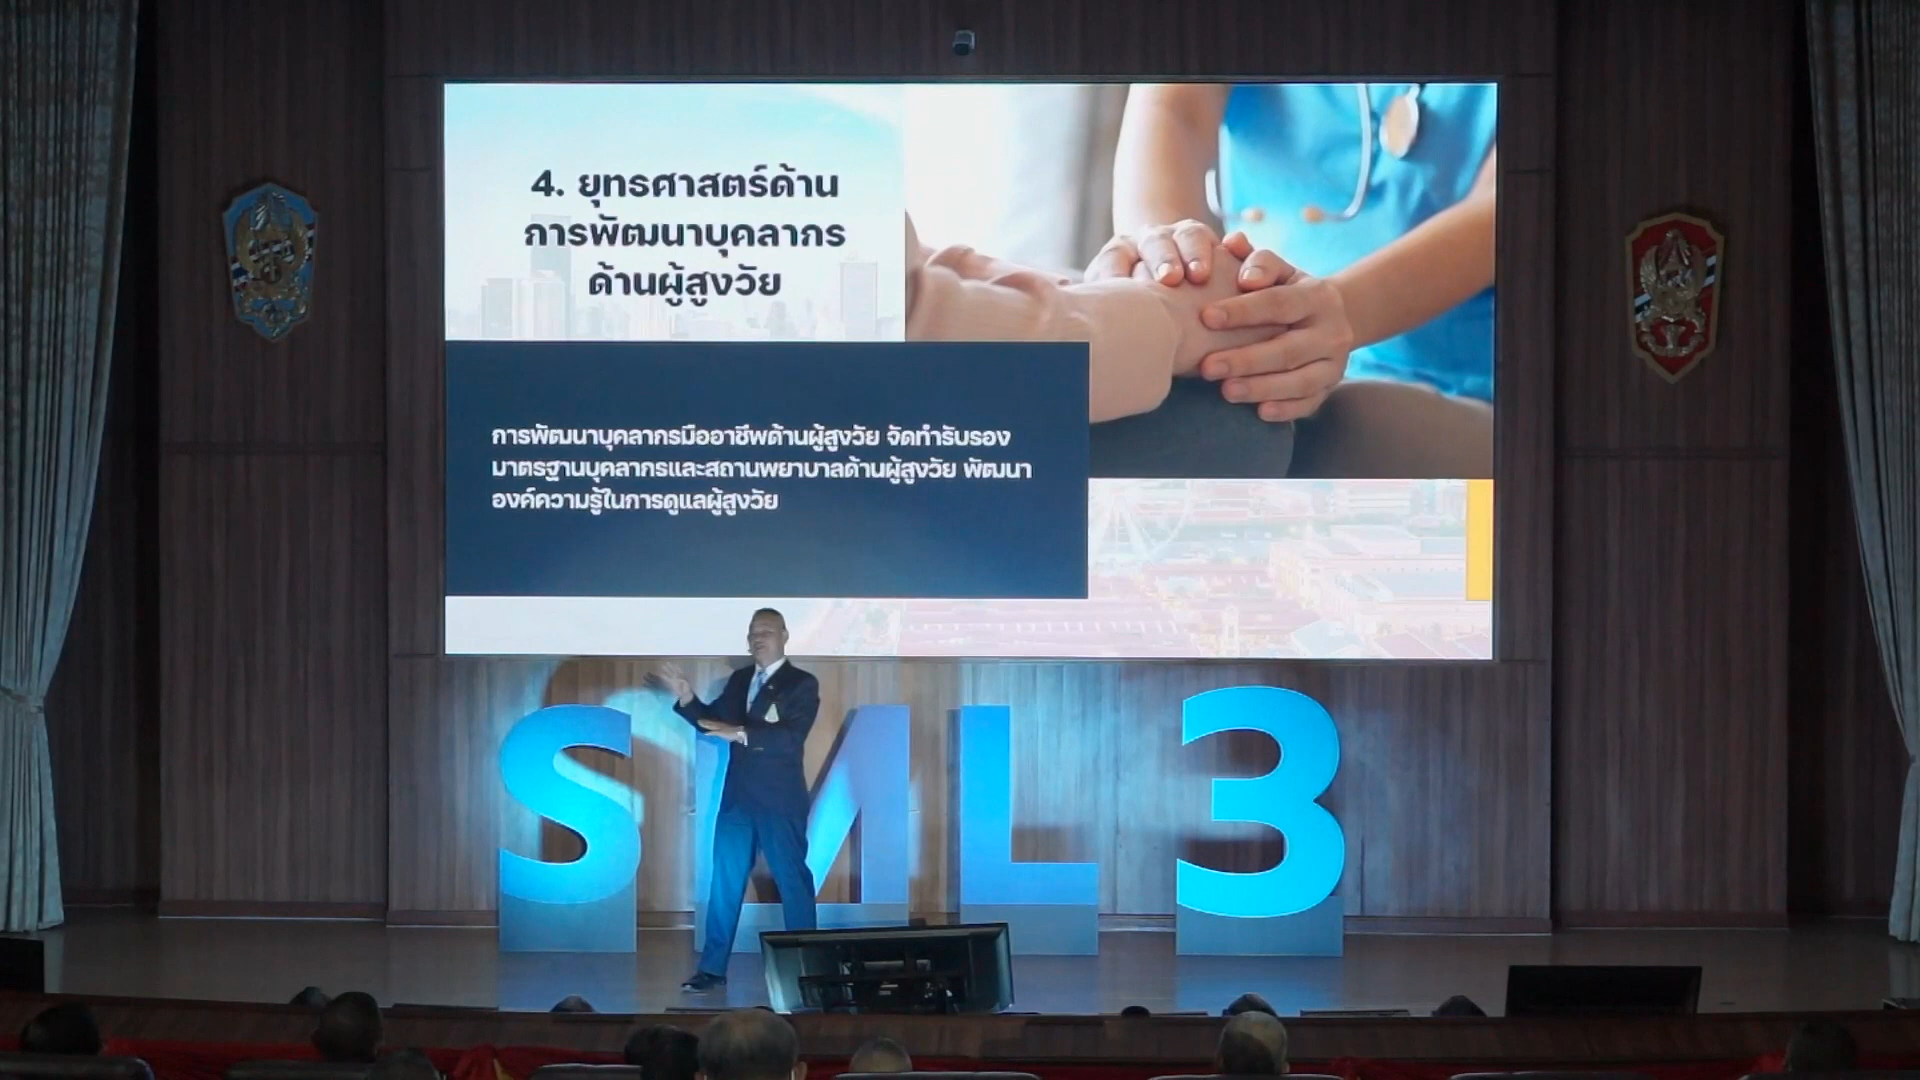 4. ยุทธศาสตร์ด้าน
การพัฒนาบุคลากร
ด้านผู้สูงวัย
การพัฒนาบุคลากรมืออาชีพด้านผู้สูงวัย จัดทำรับรอง
มาตรฐานบุคลากรและสถานพยาบาลด้านผู้สูงวัย พัฒนา
องค์ความรู้ในการดูแลผู้สูงวัย
SML 3